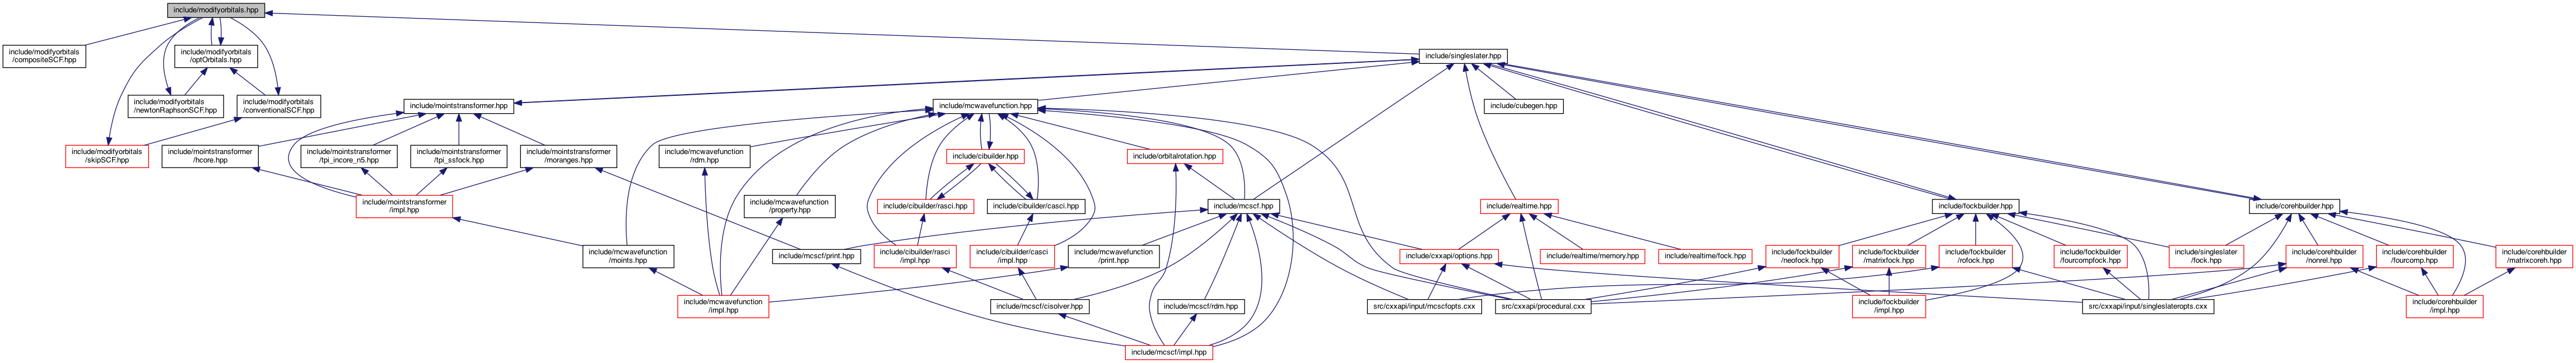 include/modifyorbitals.hpp
include/modifyorbitals
/compositeSCF.hpp
include/modifyorbitals
/optOrbitals.hpp
include/singleslater.hpp
include/modifyorbitals
/newtonRaphsonSCF.hpp
include/modifyorbitals
/conventionalSCF.hpp
include/mointstransformer.hpp
include/mcwavefunction.hpp
include/cubegen.hpp
include/modifyorbitals
/skipSCF.hpp
include/mointstransformer
/hcore.hpp
include/mointstransformer
/tpi_incore_n5.hpp
include/mointstransformer
/tpi_ssfock.hpp
include/mointstransformer
/moranges.hpp
include/mcwavefunction
/rdm.hpp
include/cibuilder.hpp
include/orbitalrotation.hpp
include/mointstransformer
/impl.hpp
include/mcwavefunction
/property.hpp
include/cibuilder/rasci.hpp
include/cibuilder/casci.hpp
include/mcscf.hpp
include/realtime.hpp
include/fockbuilder.hpp
include/corehbuilder.hpp
include/mcwavefunction
/moints.hpp
include/mcscf/print.hpp
include/cibuilder/rasci
/impl.hpp
include/cibuilder/casci
/impl.hpp
include/mcwavefunction
/print.hpp
include/cxxapi/options.hpp
include/realtime/memory.hpp
include/realtime/fock.hpp
include/fockbuilder
/neofock.hpp
include/fockbuilder
/matrixfock.hpp
include/fockbuilder
/rofock.hpp
include/fockbuilder
/fourcompfock.hpp
include/singleslater
/fock.hpp
include/corehbuilder
/nonrel.hpp
include/corehbuilder
/fourcomp.hpp
include/corehbuilder
/matrixcoreh.hpp
include/mcwavefunction
/impl.hpp
include/mcscf/cisolver.hpp
include/mcscf/rdm.hpp
src/cxxapi/input/mcscfopts.cxx
src/cxxapi/procedural.cxx
include/fockbuilder
/impl.hpp
src/cxxapi/input/singleslateropts.cxx
include/corehbuilder
/impl.hpp
include/mcscf/impl.hpp